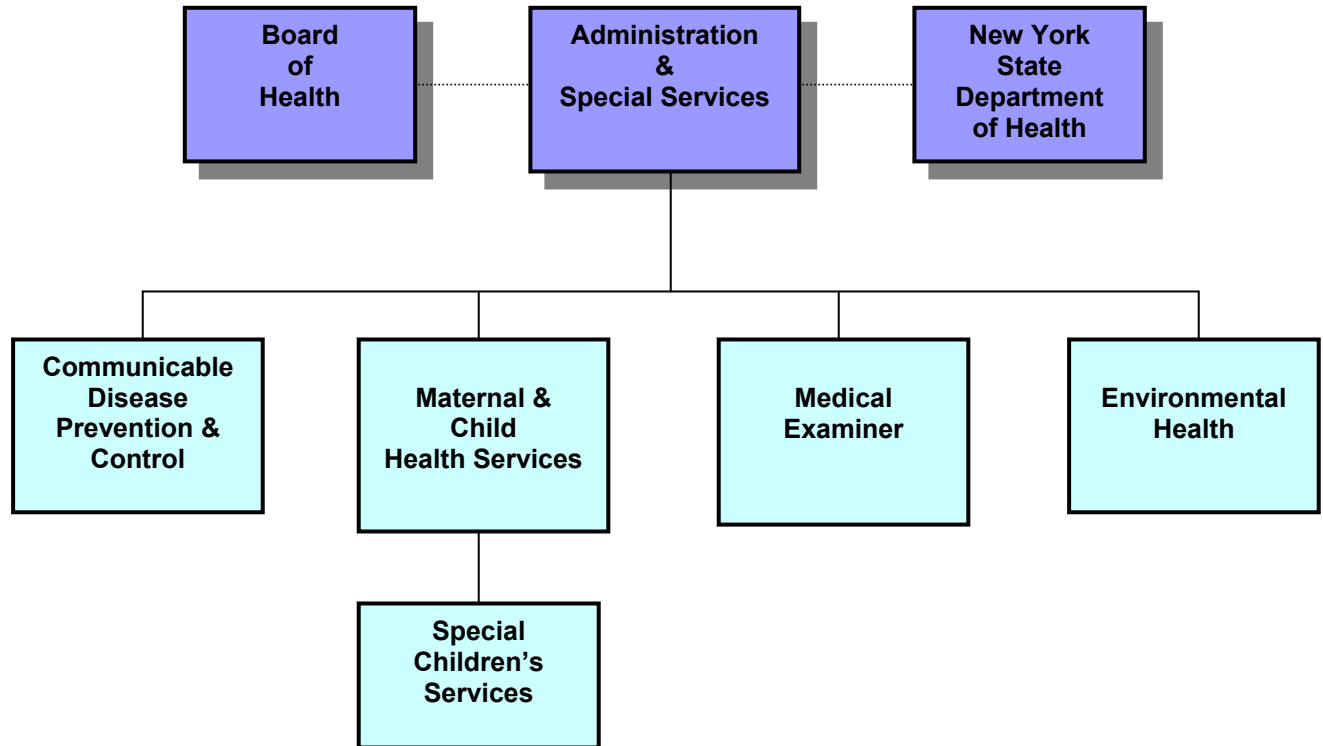 Board
of
Health
Administration
&
Special Services
New York
State
Department
of Health
Communicable
Disease
Prevention &
Control
Maternal &
Child
Health Services
Medical
Examiner
Environmental
Health
Special
Children’s
Services